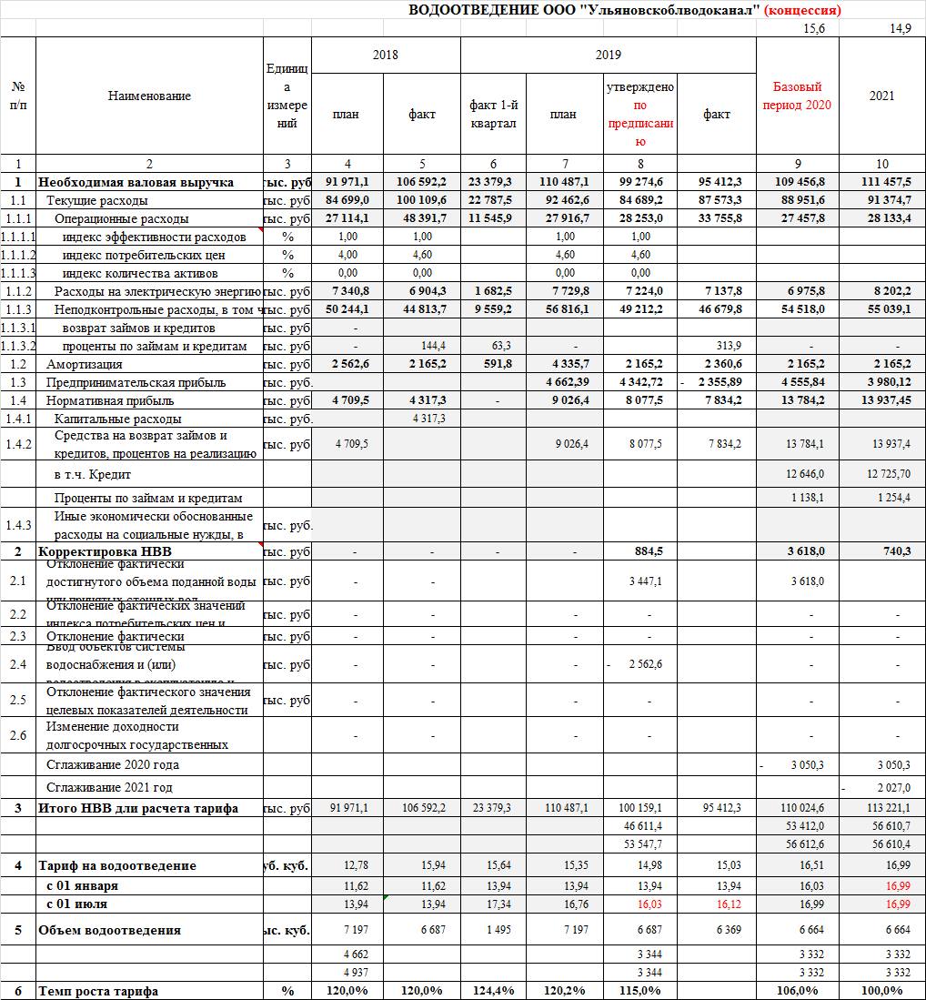 ВОДООТВЕДЕНИЕ ООО "Ульяновскоблводоканал" (концессия)
15,6 14,9
№ п/п Наименование Единица измерений 2018 2019 Базовый период 2020 2021
план факт факт 1-й квартал план утверждено по предписанию факт
1 2 3 4 5 6 7 8 9 10
1 Необходимая валовая выручка тыс. руб 91 971,1 106 592,2 23 379,3 110 487,1 99 274,6 95 412,3 109 456,8 111 457,5
1.1 Текущие расходы тыс. руб 84 699,0 100 109,6 22 787,5 92 462,6 84 689,2 87 573,3 88 951,6 91 374,7
1.1.1 Операционные расходы тыс. руб 27 114,1 48 391,7 11 545,9 27 916,7 28 253,0 33 755,8 27 457,8 28 133,4
1.1.1.1 индекс эффективности расходов % 1,00 1,00 1,00 1,00
1.1.1.2 индекс потребительских цен % 4,00 4,60 4,60 4,60
1.1.1.3 индекс количества активов % 0,00 0,00 0,00 0,00
1.1.2 Расходы на электрическую энергию тыс. руб 7 340,8 6 904,3 1 682,5 7 729,8 7 224,0 7 137,8 6 975,8 8 202,2
1.1.3 Неподконтрольные расходы, в том ч тыс. руб 50 244,1 44 813,7 9 559,2 56 816,1 49 212,2 46 679,8 54 518,0 55 039,1
1.1.3.1 возврат займов и кредитов тыс. руб -
1.1.3.2 проценты по займам и кредитам тыс. руб - 144,4 63,3 - 313,9 - -
1.2 Амортизация тыс. руб 2 562,6 2 165,2 591,8 4 335,7 2 165,2 2 360,6 2 165,2 2 165,2
1.3 Предпринимательская прибыль тыс. руб. 4 662,39 4 342,72 - 2 355,89 4 555,84 3 980,12
1.4 Нормативная прибыль тыс. руб 4 709,5 4 317,3 - 9 026,4 8 077,5 7 834,2 13 784,2 13 937,45
1.4.1 Капитальные расходы тыс. руб. 4 317,3
1.4.2 Средства на возврат займов и кредитов, процентов на реализацию тыс. руб 4 709,5 9 026,4 8 077,5 7 834,2 13 784,1 13 937,4
в т.ч. Кредит 12 646,0 12 725,70
Проценты по займам и кредитам 1 138,1 1 254,4
1.4.3 Иные экономически обоснованные расходы на социальные нужды, в тыс. руб.
2 Корректировка НВВ тыс. руб - - - - 884,5 3 618,0 740,3
2.1 Отклонение фактически достигнутого объема поданной воды или принятых сточных вод тыс. руб - - 3 447,1 3 618,0
2.2 Отклонение фактических значений индекса потребительских цен и тыс. руб - - - - - -
2.3 Отклонение фактически тыс. руб - - - - - -
2.4 Ввод объектов системы водоснабжения и (или) водоотведения в эксплуатацию и тыс. руб - - - - 2 562,6 - -
2.5 Отклонение фактического значения целевых показателей деятельности тыс. руб - - - - - -
2.6 Изменение доходности долгосрочных государственных - - - - - -
Сглаживание 2020 года - 3 050,3 3 050,3
Сглаживание 2021 год - 2 027,0
3 Итого НВВ дли расчета тарифа тыс. руб 91 971,1 106 592,2 23 379,3 110 487,1 100 159,1 95 412,3 110 024,6 113 221,1
46 611,4 53 412,0 56 610,7
53 547,7 56 612,6 56 610,4
4 Тариф на водоотведение уб. куб. 12,78 15,94 15,64 15,35 14,98 15,03 16,51 16,99
с 01 января 11,62 11,62 13,94 13,94 13,94 13,94 16,03 16,99
с 01 июля 13,94 13,94 17,34 16,76 16,03 16,12 16,99 16,99
5 Объем водоотведения ыс. куб. 7 197 6 687 1 495 7 197 6 687 6 369 6 664 6 664
4 662 3 344 3 332 3 332
4 937 3 344 3 332 3 332
6 Темп роста тарифа % 120,0% 120,0% 124,4% 120,2% 115,0% 106,0% 100,0%